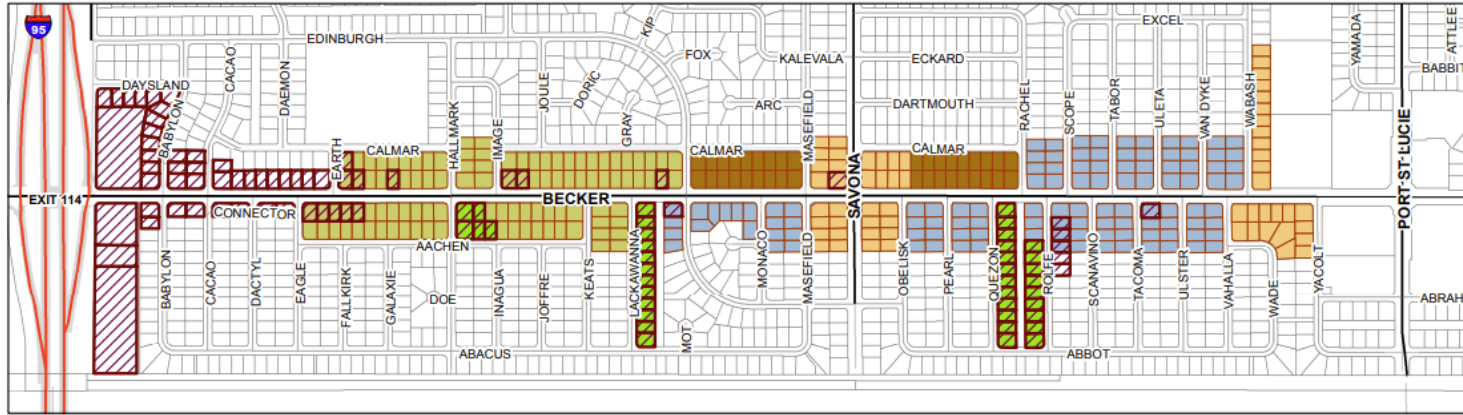 95
EXIT 114
EDINBURGH
KIP
FOX
KALEVALA
ECKARD
EXCEL
YAMADA
ATTLEE
BABBIT
DAYSLAND
BABYLON
CACAO
DAEMON
JOULE
DORIC
GRAY
ARC
MASEFIELD
DARTMOUTH
RACHEL
SCOPE
TABOR
ULETA
VAN DYKE
WABASH
EARTH
CALMAR
HALLMARK
IMAGE
CALMAR
SAVONA
CALMAR
PORT ST LUCIE
BECKER
CONNECTOR
AACHEN
BABYLON
CACAO
DACTYL
EAGLE
FALLKIRK
GALAXIE
DOE
INAGUA
JOFFRE
KEATS
LACKAWANNA
MOT
MONACO
MASEFIELD
OBELISK
PEARL
QUEZON
ROLFE
SCANAVINO
TACOMA
ULSTER
VAHALLA
WADE
YACOLT
ABRAH
ABACUS
ABBOT